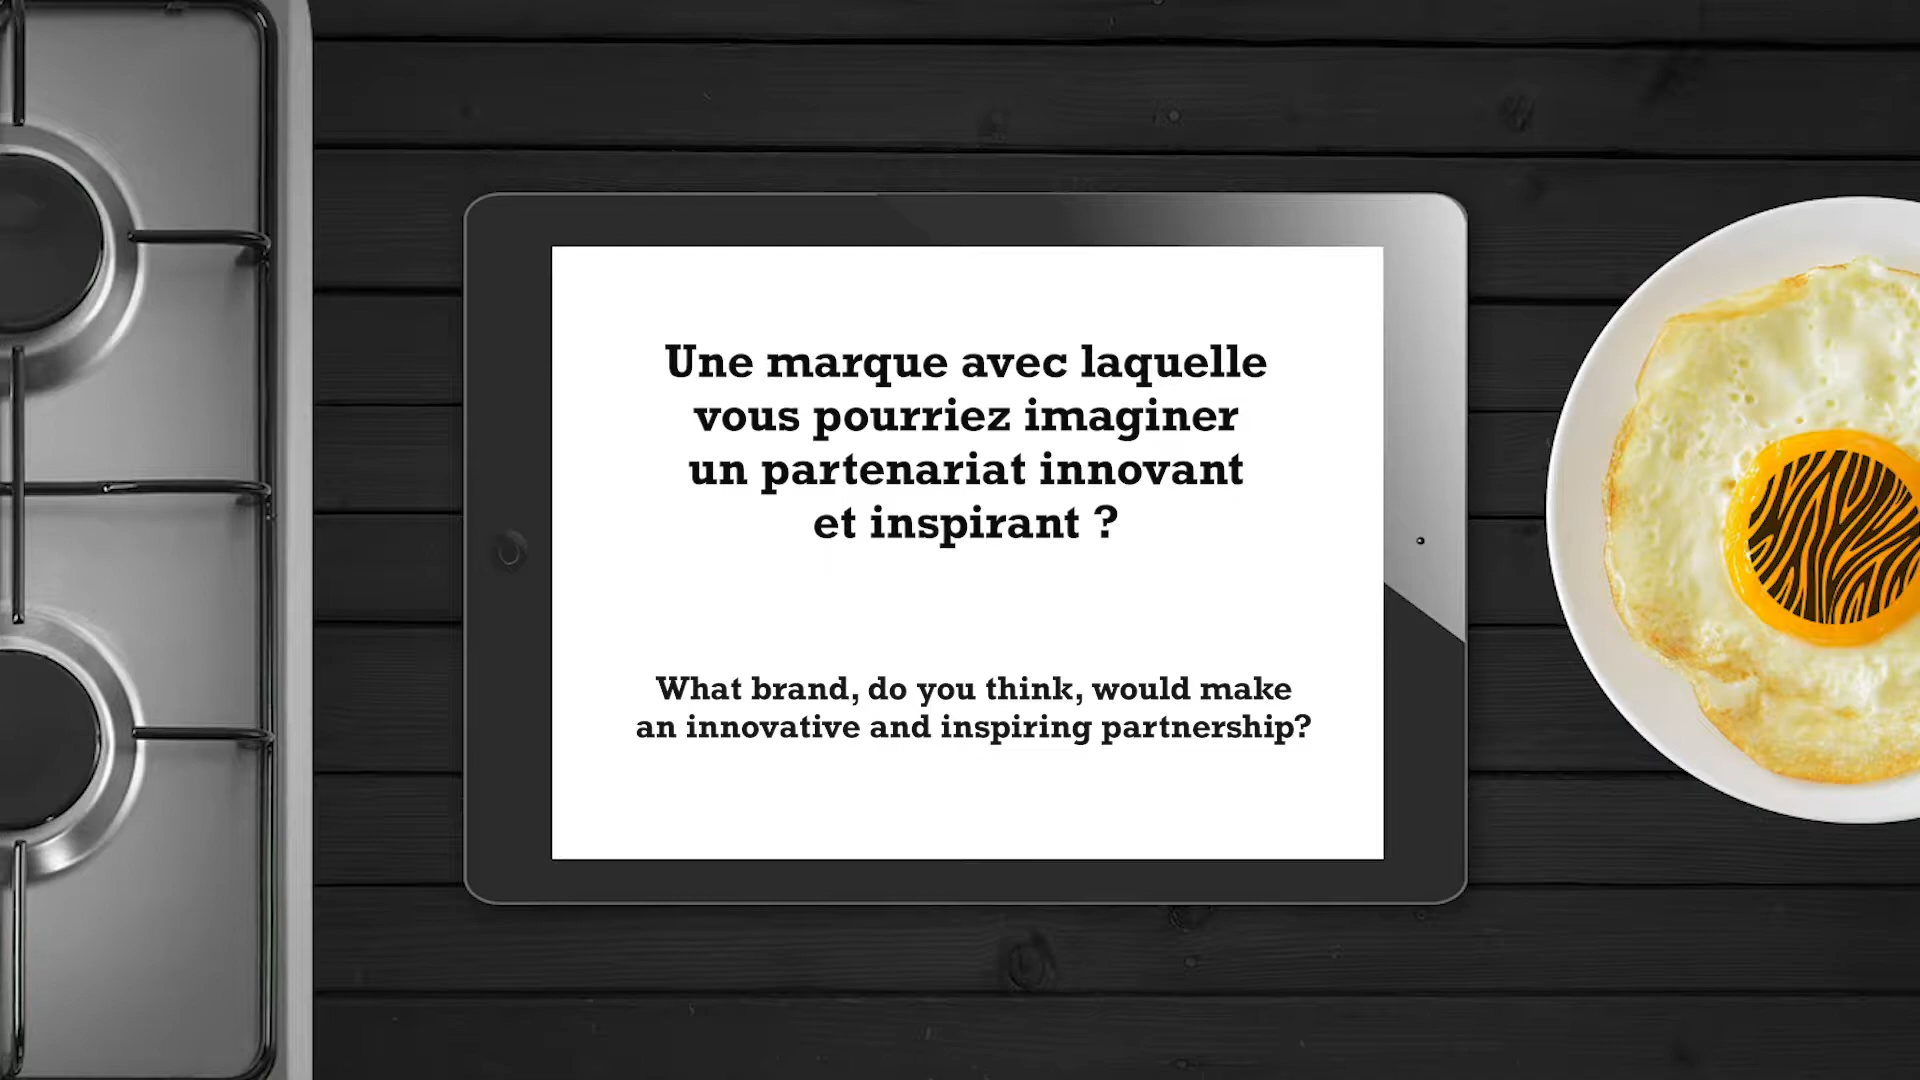 Une marque avec laquelle
vous pourriez imaginer
un partenariat innovant
et inspirant ?
What brand, do you think, would make
an innovative and inspiring partnership?